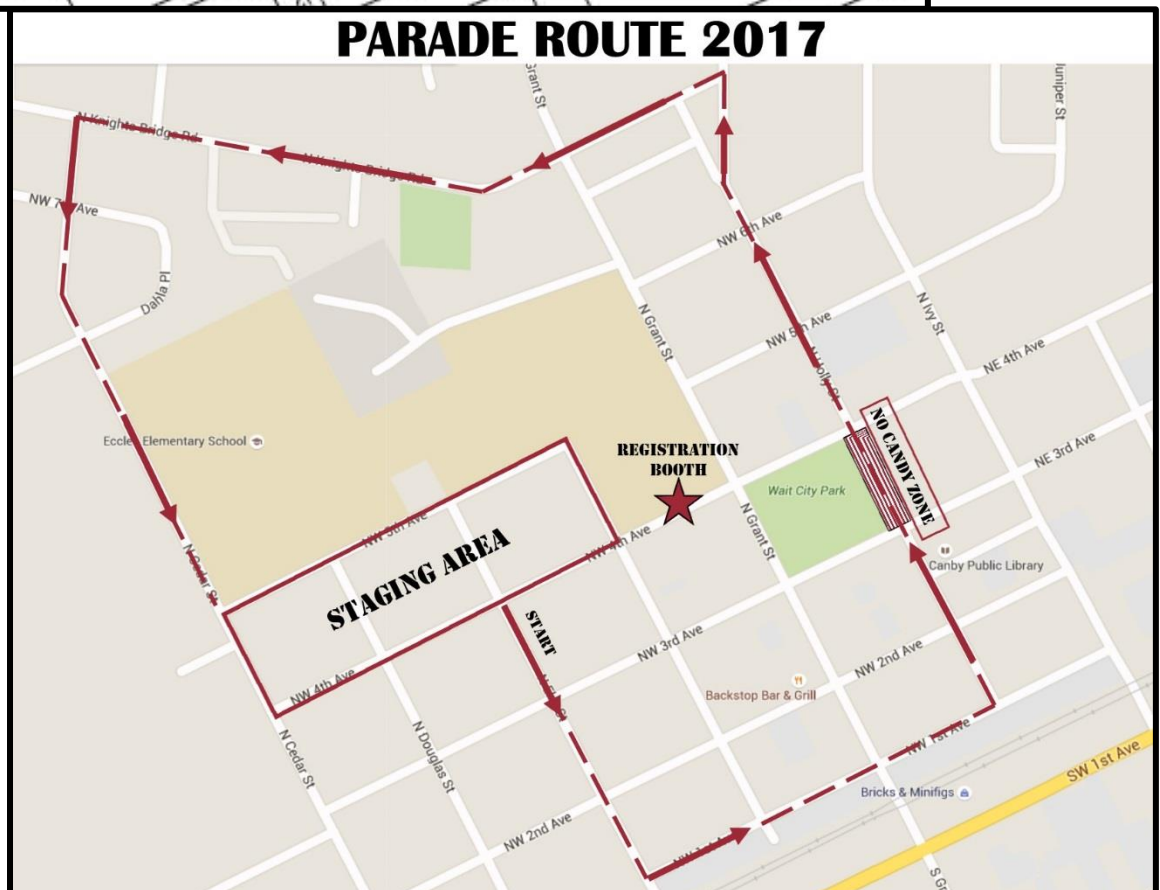 PARADE ROUTE 2017
Grant St
Juniper St
N Knights Bridge Rd
N Knights Bridge Rd
NW 7th Ave
NW 6th Ave
Dahlia Pl
N Ivy St
N Grant St
NW 5th Ave
N Holly St
NE 4th Ave
NO CANDY ZONE
NE 3rd Ave
Eccles Elementary School
REGISTRATION
BOOTH
Wait City Park
N Grant St
NW 5th Ave
NW 4th Ave
STAGING AREA
Canby Public Library
N Cedar St
START
NW 3rd Ave
NW 2nd Ave
NW 4th Ave
Backstop Bar & Grill
N Cedar St
N Douglas St
NW 1st Ave
SW 1st Ave
Bricks & Minifigs
NW 2nd Ave